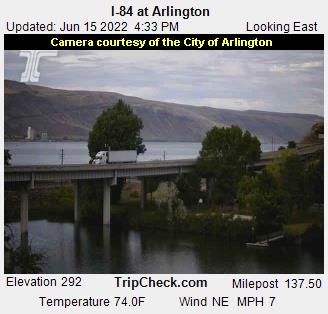 I-84 at Arlington
Updated: Jun 15 2022 4:33 PM Looking East
Camera courtesy of the City of Arlington
Elevation 292 TripCheck.com Milepost 137.50
Temperature 74.0F Wind NE MPH 7